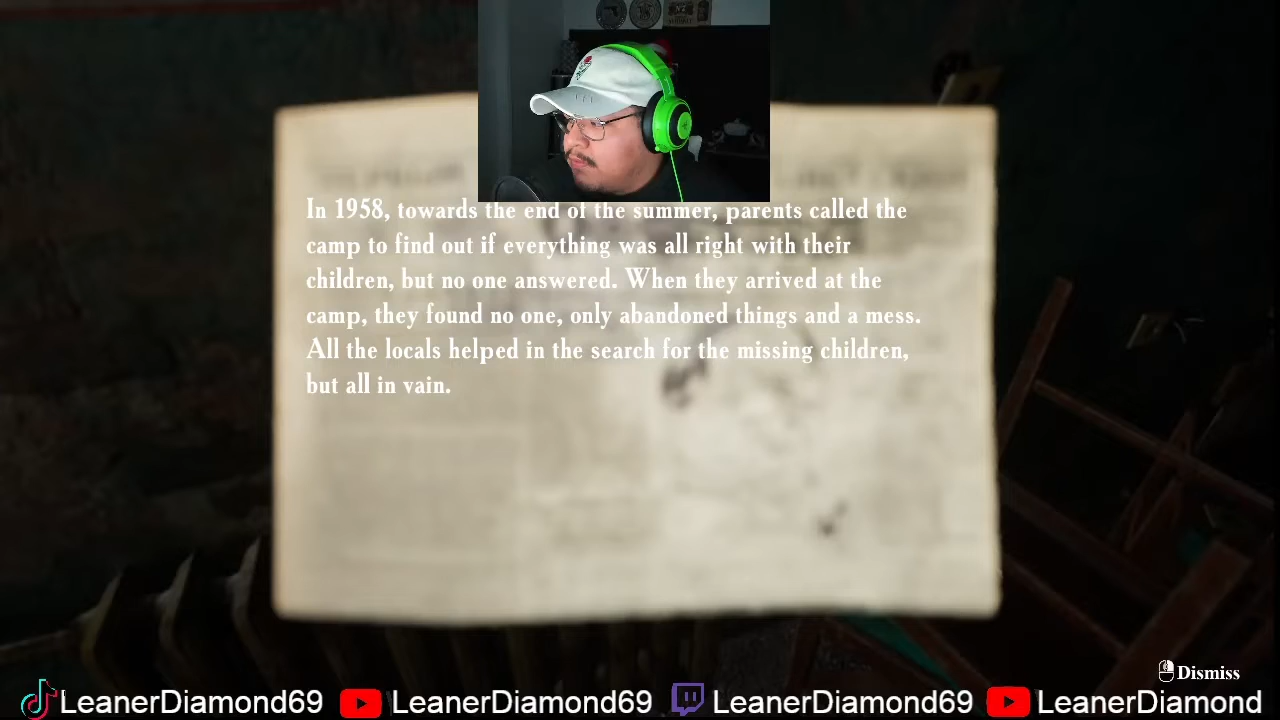 In 1958, towards the end of the summer, parents called the
camp to find out if everything was all right with their
children, but no one answered. When they arrived at the
camp, they found no one, only abandoned things and a mess.
All the locals helped in the search for the missing children,
but all in vain.
Dismiss
LeanerDiamond69 LeanerDiamond69 LeanerDiamond69 LeanerDiamond